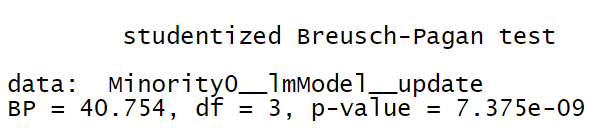 studentized Breusch-Pagan test
data: Minority0__lmModel__update
BP = 40.754, df = 3, p-value = 7.375e-09